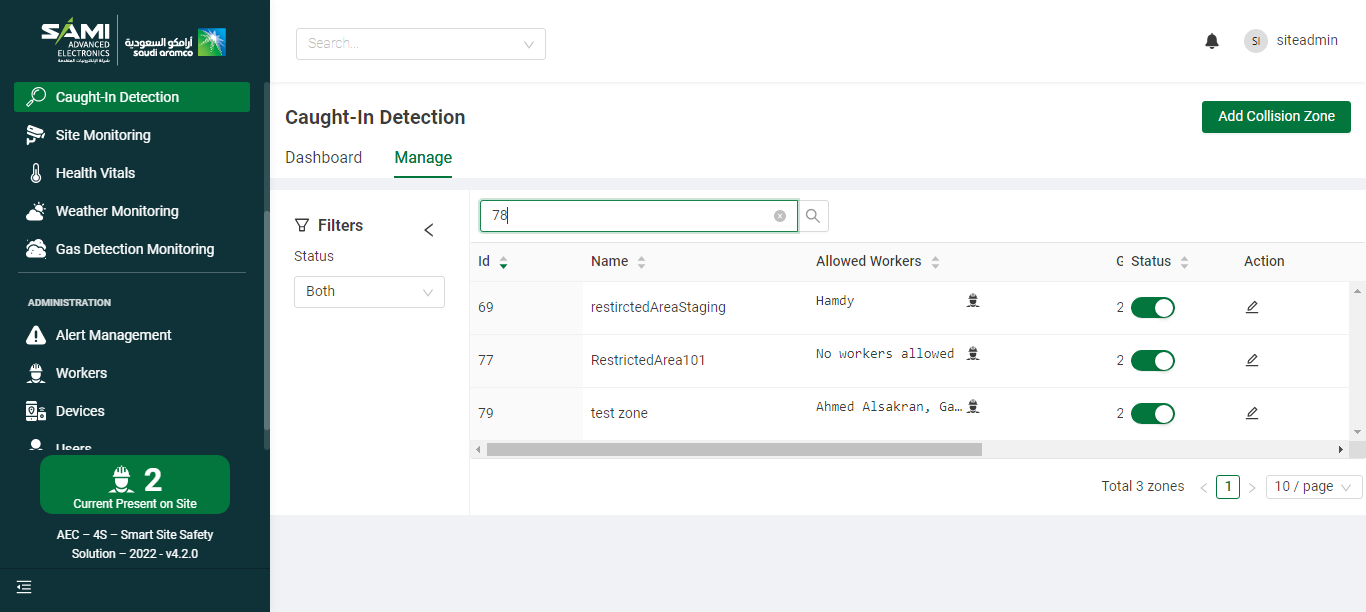 SAMI
ADVANCED
ELECTRONICS
أرامكو السعودية
saudi aramco
Search...
SI
siteadmin
Caught-In Detection
Site Monitoring
Health Vitals
Weather Monitoring
Gas Detection Monitoring
ADMINISTRATION
Alert Management
Workers
Devices
Users
2
Current Present on Site
AEC – 4S – Smart Site Safety
Solution – 2022 - v4.2.0
Caught-In Detection
Add Collision Zone
Dashboard Manage
Filters
Status
Both
78
Id Name Allowed Workers G Status Action
69 restirctedAreaStaging Hamdy 2
77 RestrictedArea101 No workers allowed 2
79 test zone Ahmed Alsakran, Ga... 2
Total 3 zones < 1 > 10 / page